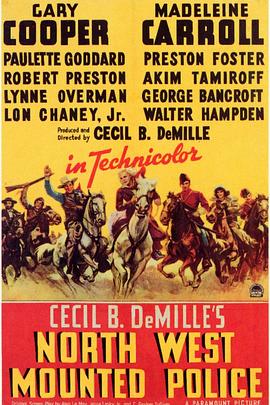 GARY MADELEINE
COOPER CARROLL
PAULETTE GODDARD PRESTON FOSTER
ROBERT PRESTON AKIM TAMIROFF
LYNNE OVERMAN GEORGE BANCROFT
LON CHANEY, Jr. WALTER HAMPDEN
Produced and
Directed by CECIL B. DEMILLE
in Technicolor
CECIL B. DeMILLE'S
NORTH WEST
MOUNTED POLICE
A PARAMOUNT PICTURE